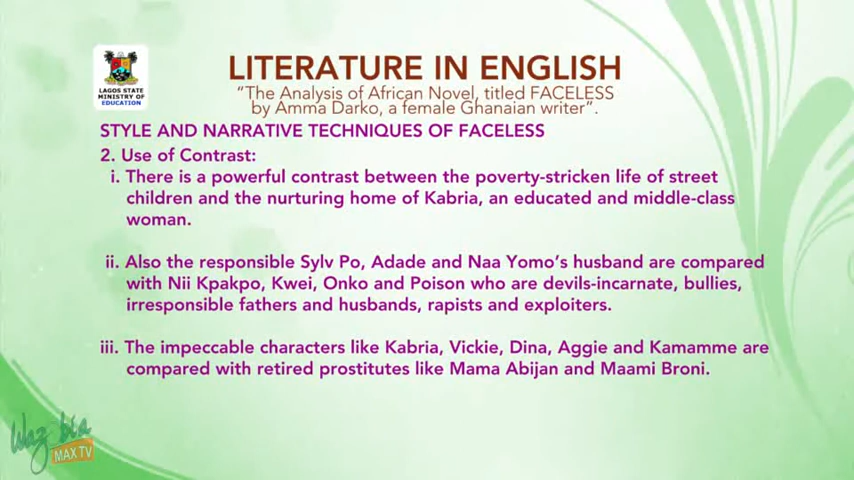 LAGOS STATE
MINISTRY OF
EDUCATION
LITERATURE IN ENGLISH
“The Analysis of African Novel, titled FACELESS
by Amma Darko, a female Ghanaian writer”.
STYLE AND NARRATIVE TECHNIQUES OF FACELESS
2. Use of Contrast:
i. There is a powerful contrast between the poverty-stricken life of street
children and the nurturing home of Kabria, an educated and middle-class
woman.
ii. Also the responsible Sylv Po, Adade and Naa Yomo’s husband are compared
with Nii Kpakpo, Kwei, Onko and Poison who are devils-incarnate, bullies,
irresponsible fathers and husbands, rapists and exploiters.
iii. The impeccable characters like Kabria, Vickie, Dina, Aggie and Kamamme are
compared with retired prostitutes like Mama Abijan and Maami Broni.
Wazobia
MAX TV